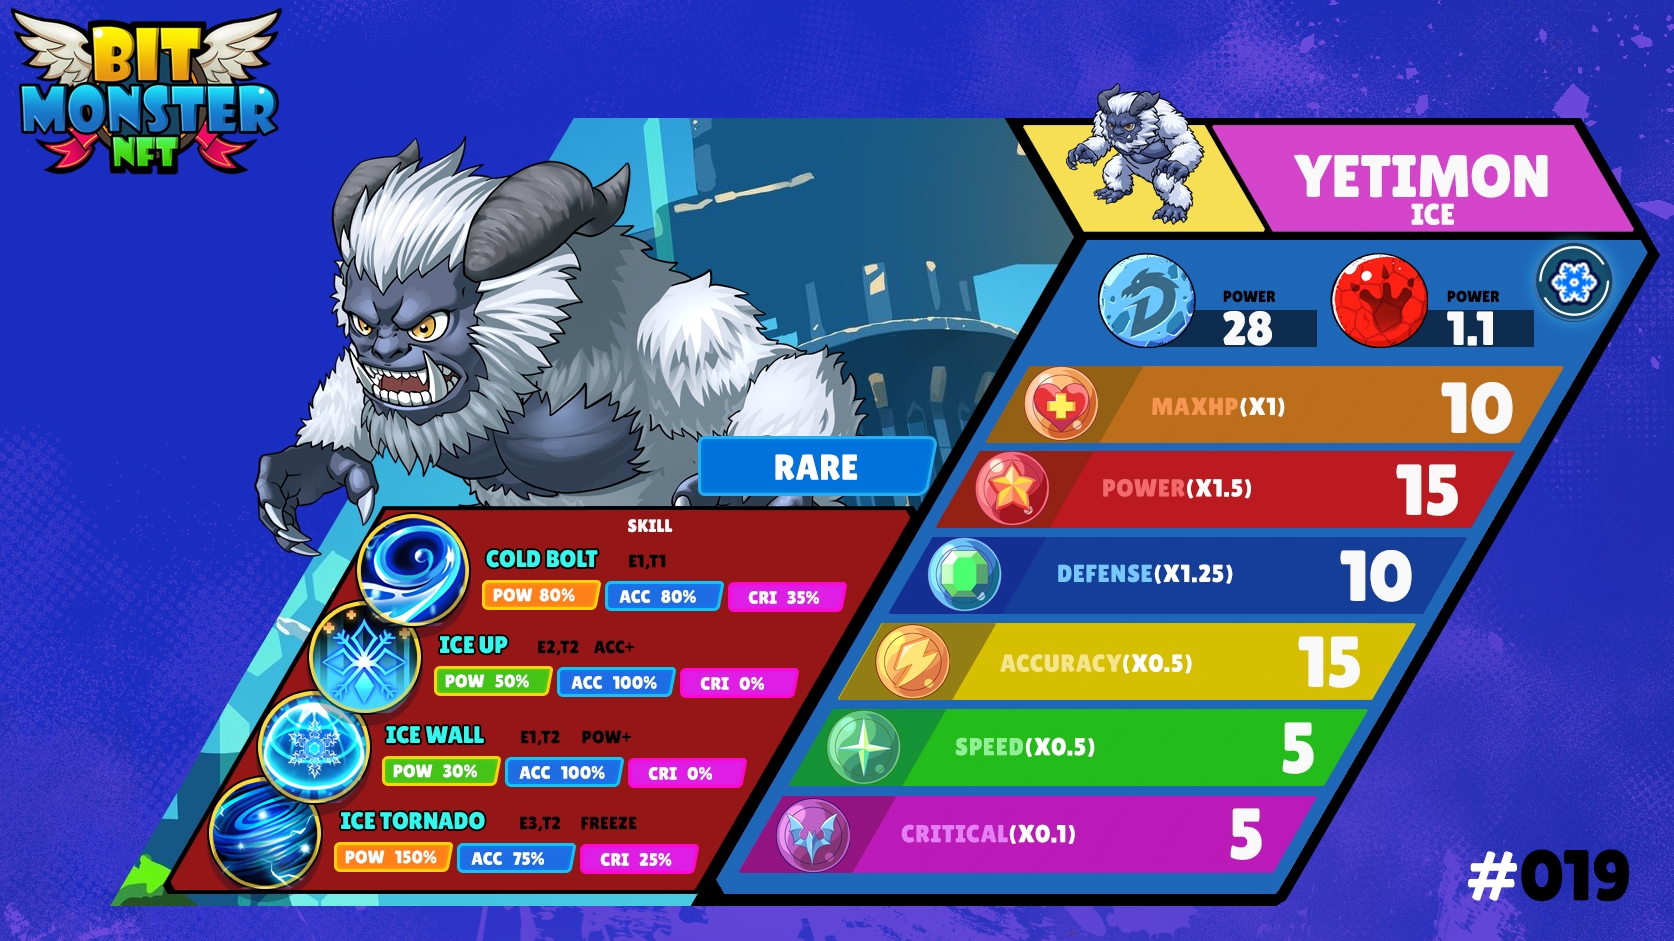 BIT
MONSTER
NFT
YETIMON
ICE
POWER
28
POWER
1.1
MAXHP(X1) 10
POWER(X1.5) 15
DEFENSE(X1.25) 10
ACCURACY(X0.5) 15
SPEED(X0.5) 5
CRITICAL(X0.1) 5
RARE
SKILL
COLD BOLT E1,T1
POW 80% ACC 80% CRI 35%
ICE UP E2,T2 ACC+
POW 50% ACC 100% CRI 0%
ICE WALL E1,T2 POW+
POW 30% ACC 100% CRI 0%
ICE TORNADO E3,T2 FREEZE
POW 150% ACC 75% CRI 25%
#019